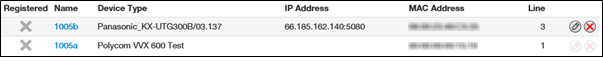 Registered Name Device Type IP Address MAC Address Line
1005b Panasonic_KX-UTG300B/03.137 66.185.162.140:5080 3
1005a Polycom VVX 600 Test 1